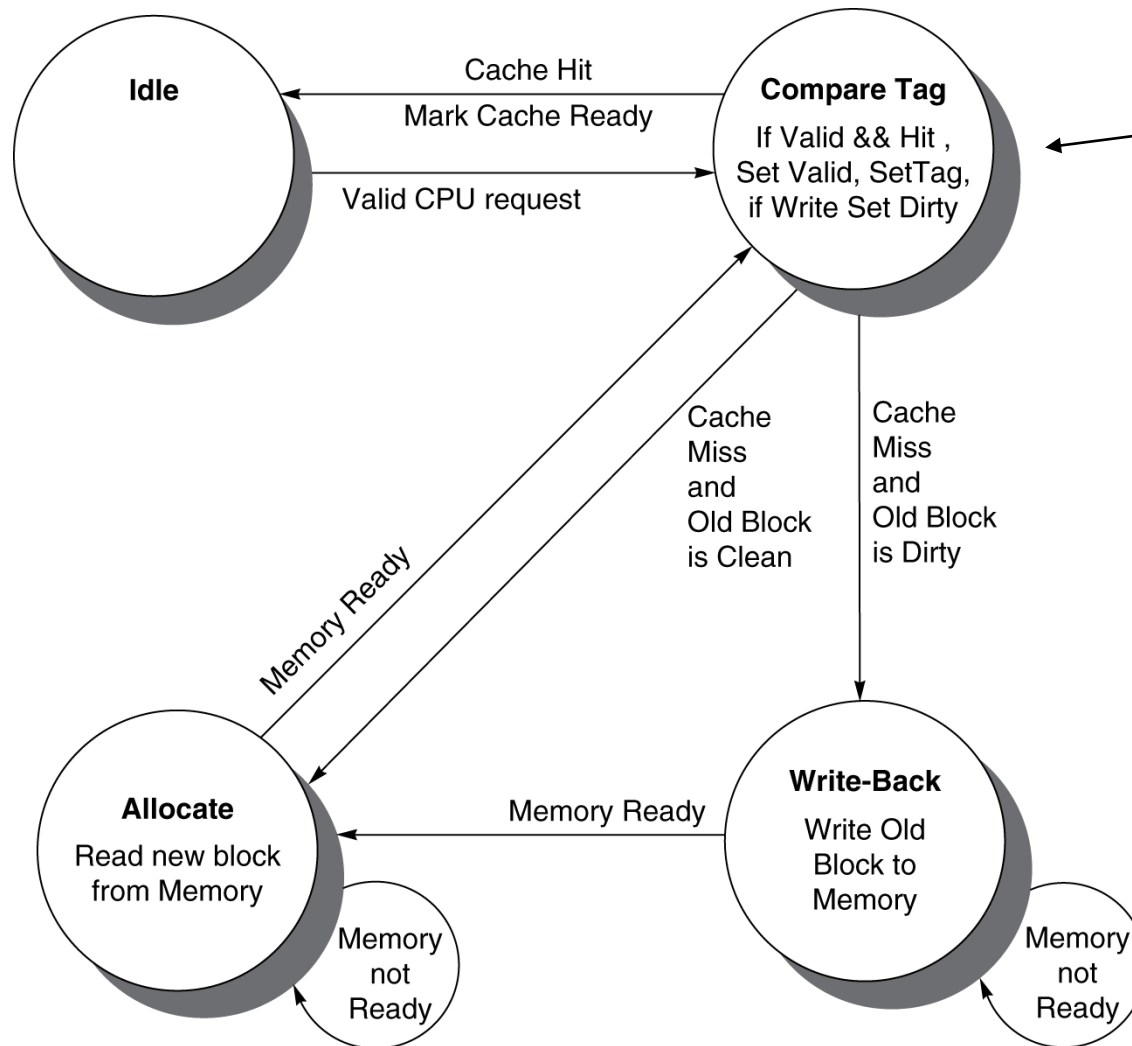 Idle
Cache Hit
Mark Cache Ready
Valid CPU request
Compare Tag
If Valid && Hit ,
Set Valid, SetTag,
if Write Set Dirty
Cache
Miss
and
Old Block
is Clean
Cache
Miss
and
Old Block
is Dirty
Memory Ready
Allocate
Read new block
from Memory
Memory
not
Ready
Memory Ready
Write-Back
Write Old
Block to
Memory
Memory
not
Ready